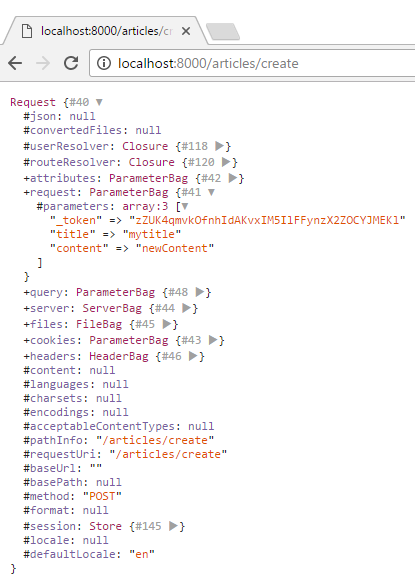 localhost:8000/articles/cr
localhost:8000/articles/create
Request {#40 ▼
#json: null
#convertedFiles: null
#userResolver: Closure {#118 ▶}
#routeResolver: Closure {#120 ▶}
+attributes: ParameterBag {#42 ▶}
+request: ParameterBag {#41 ▼
#parameters: array:3 [▼
"_token" => "zZUK4qmvkOfnhIdAKvxIM5IlFFynzX2ZOCYJMEKl"
"title" => "mytitle"
"content" => "newContent"
]
}
+query: ParameterBag {#48 ▶}
+server: ServerBag {#44 ▶}
+files: FileBag {#45 ▶}
+cookies: ParameterBag {#43 ▶}
+headers: HeaderBag {#46 ▶}
#content: null
#languages: null
#charsets: null
#encodings: null
#acceptableContentTypes: null
#pathInfo: "/articles/create"
#requestUri: "/articles/create"
#baseUrl: ""
#basePath: null
#method: "POST"
#format: null
#session: Store {#145 ▶}
#locale: null
#defaultLocale: "en"
}